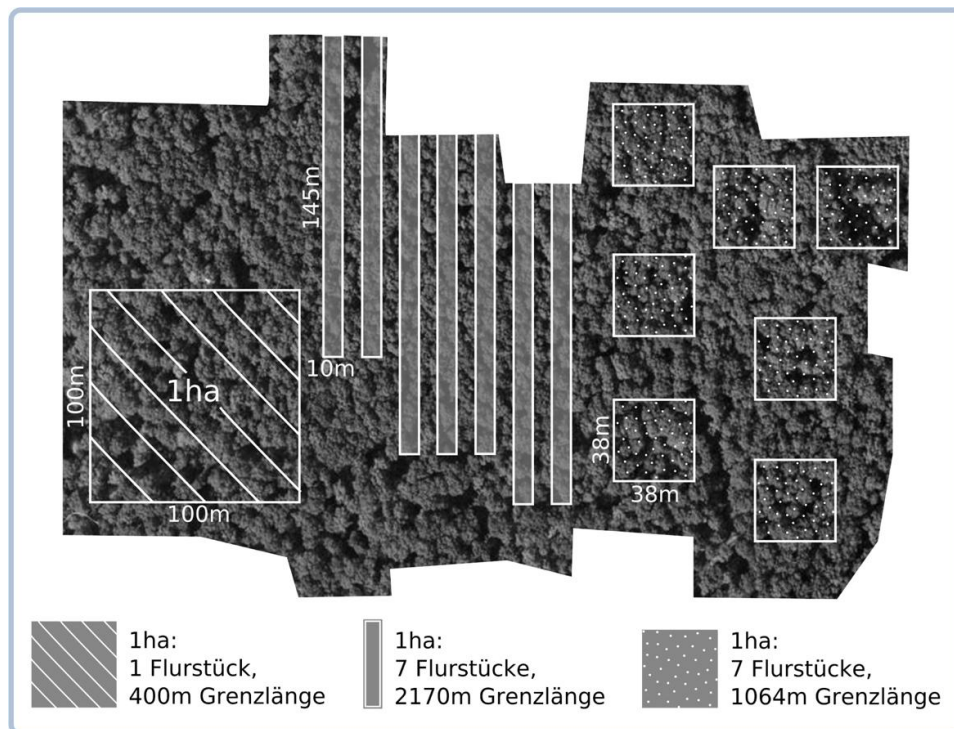 145m
10m
100m
1ha
100m
38m
38m
1ha:
1 Flurstück,
400m Grenzlänge
1ha:
7 Flurstücke,
2170m Grenzlänge
1ha:
7 Flurstücke,
1064m Grenzlänge